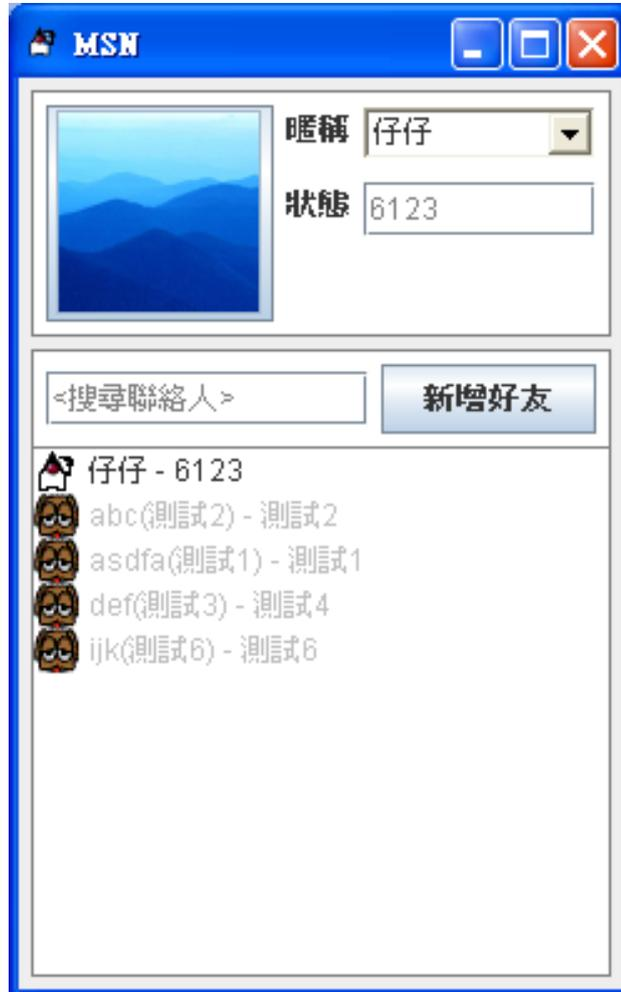 MSN
暱稱 仔仔
狀態 6123
<搜尋聯絡人> 新增好友
仔仔 - 6123
abc(測試2) - 測試2
asdfa(測試1) - 測試1
def(測試3) - 測試4
ijk(測試6) - 測試6